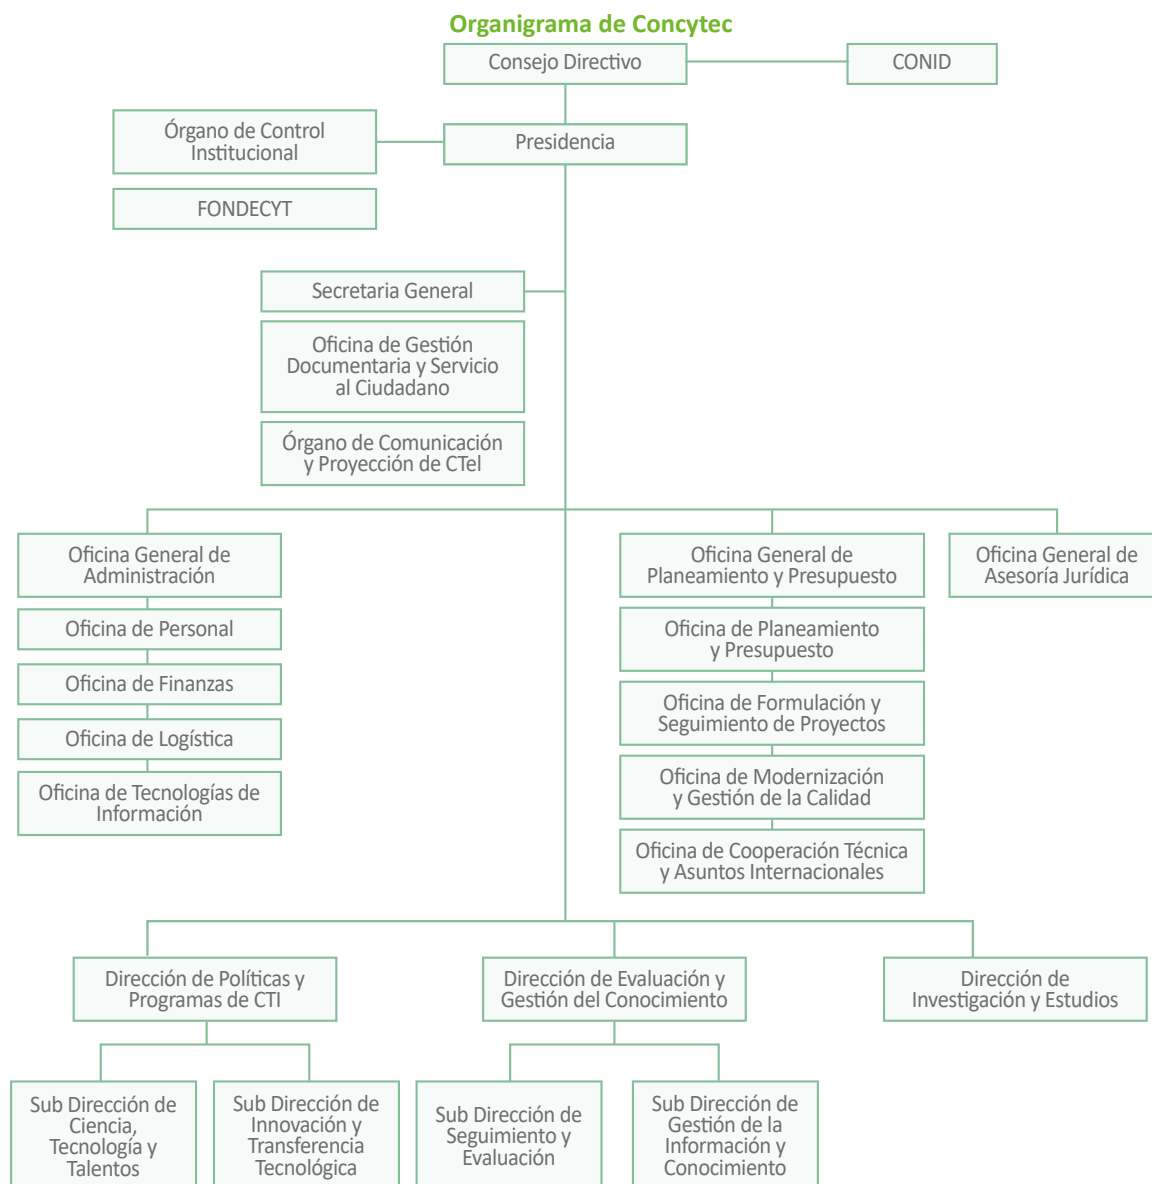 Organigrama de Concytec
Consejo Directivo
CONID
Órgano de Control
Institucional
Presidencia
FONDECYT
Secretaria General
Oficina de Gestión
Documentaria y Servicio
al Ciudadano
Órgano de Comunicación
y Proyección de CTeI
Oficina General de
Administración
Oficina de Personal
Oficina de Finanzas
Oficina de Logística
Oficina de Tecnologías de
Información
Oficina General de
Planeamiento y Presupuesto
Oficina de Planeamiento
y Presupuesto
Oficina de Formulación y
Seguimiento de Proyectos
Oficina de Modernización
y Gestión de la Calidad
Oficina de Cooperación Técnica
y Asuntos Internacionales
Oficina General de
Asesoría Jurídica
Dirección de Políticas y
Programas de CTI
Dirección de Evaluación y
Gestión del Conocimiento
Dirección de
Investigación y Estudios
Sub Dirección de
Ciencia,
Tecnología y
Talentos
Sub Dirección de
Innovación y
Transferencia
Tecnológica
Sub Dirección de
Seguimiento y
Evaluación
Sub Dirección de
Gestión de la
Información y
Conocimiento